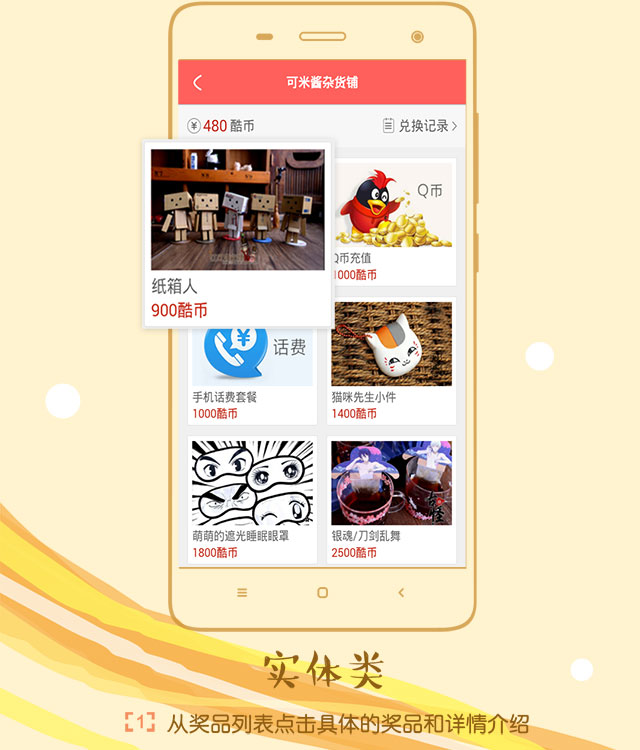 可米酱杂货铺
480 酷币
兑换记录
纸箱人
900酷币
Q币
Q币充值
1000酷币
话费
手机话费套餐
1000酷币
猫咪先生小件
1400酷币
萌萌的遮光睡眠眼罩
1800酷币
银魂/刀剑乱舞
2500酷币
实体类
【1】 从奖品列表点击具体的奖品和详情介绍